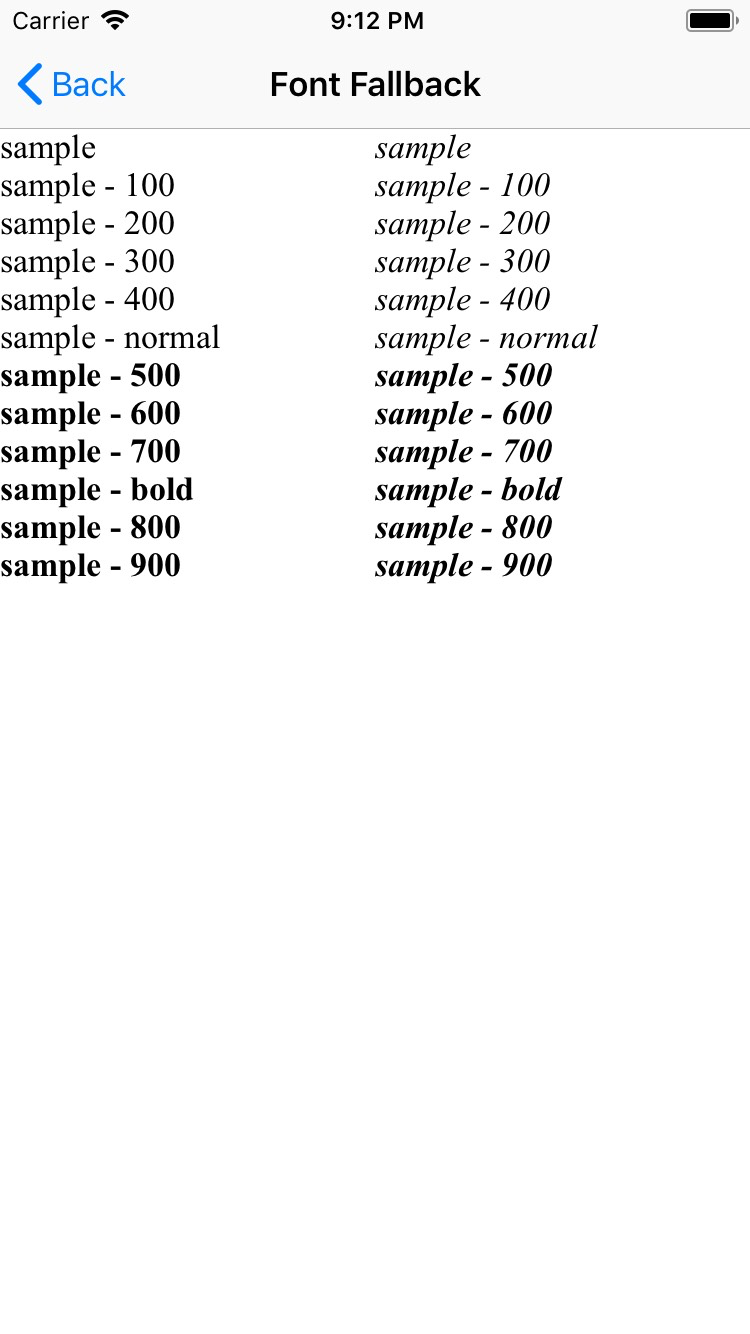 Carrier 9:12 PM
Back Font Fallback
sample sample
sample - 100 sample - 100
sample - 200 sample - 200
sample - 300 sample - 300
sample - 400 sample - 400
sample - normal sample - normal
sample - 500 sample - 500
sample - 600 sample - 600
sample - 700 sample - 700
sample - bold sample - bold
sample - 800 sample - 800
sample - 900 sample - 900